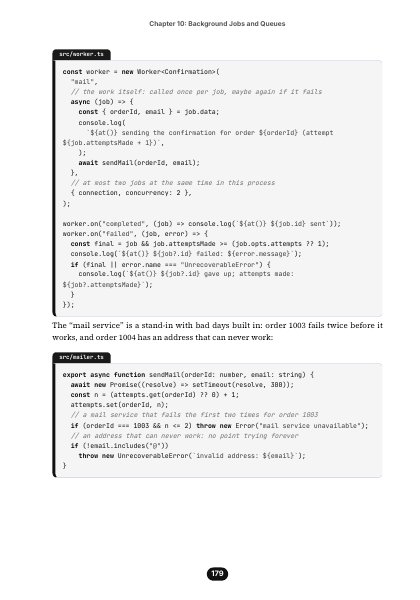 Chapter 10: Background Jobs and Queues
src/worker.ts
const worker = new Worker<Confirmation>(
  "mail",
  // the work itself: called once per job, maybe again if it fails
  async (job) => {
    const { orderId, email } = job.data;
    console.log(
      `${at()} sending the confirmation for order ${orderId} (attempt
${job.attemptsMade + 1})`,
    );
    await sendMail(orderId, email);
  },
  // at most two jobs at the same time in this process
  { connection, concurrency: 2 },
);

worker.on("completed", (job) => console.log(`${at()} ${job.id} sent`));
worker.on("failed", (job, error) => {
  const final = job && job.attemptsMade >= (job.opts.attempts ?? 1);
  console.log(`${at()} ${job?.id} failed: ${error.message}`);
  if (final || error.name === "UnrecoverableError") {
    console.log(`${at()} ${job?.id} gave up; attempts made:
${job?.attemptsMade}`);
  }
});
The “mail service” is a stand-in with bad days built in: order 1003 fails twice before it
works, and order 1004 has an address that can never work:
src/mailer.ts
export async function sendMail(orderId: number, email: string) {
  await new Promise((resolve) => setTimeout(resolve, 300));
  const n = (attempts.get(orderId) ?? 0) + 1;
  attempts.set(orderId, n);
  // a mail service that fails the first two times for order 1003
  if (orderId === 1003 && n <= 2) throw new Error("mail service unavailable");
  // an address that can never work: no point trying forever
  if (!email.includes("@"))
    throw new UnrecoverableError(`invalid address: ${email}`);
}
179